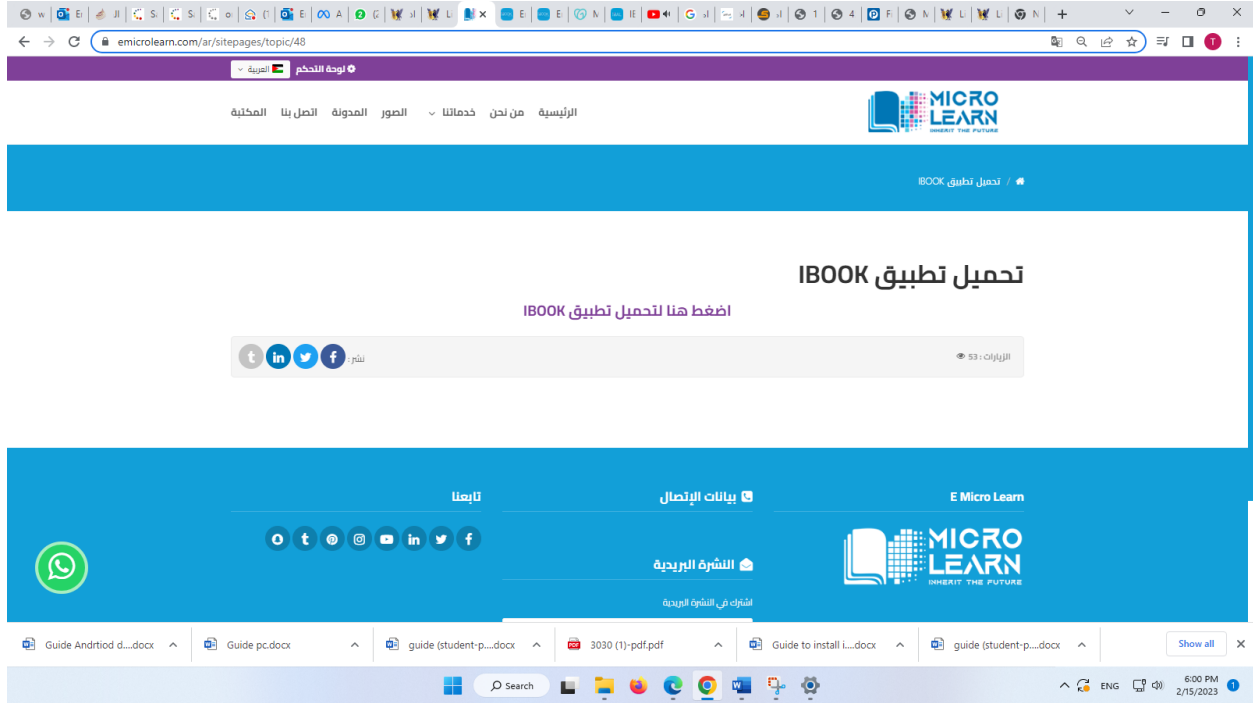 emicrolearn.com/ar/sitepages/topic/48
لوحة التحكم
العربية
MICRO
LEARN
INHERIT THE FUTURE
الرئيسية من نحن خدماتنا الصور المدونة اتصل بنا المكتبة
/ تحميل تطبيق IBOOK
تحميل تطبيق IBOOK
اضغط هنا لتحميل تطبيق IBOOK
الزيارات : 53
نشر :
E Micro Learn
بيانات الإتصال
تابعنا
MICRO
LEARN
INHERIT THE FUTURE
النشرة البريدية
اشترك في النشرة البريدية
Guide Andrtiod d....docx
Guide pc.docx
guide (student-p....docx
3030 (1)-pdf.pdf
Guide to install i....docx
guide (student-p....docx
Show all
Search
ENG
6:00 PM
2/15/2023
1